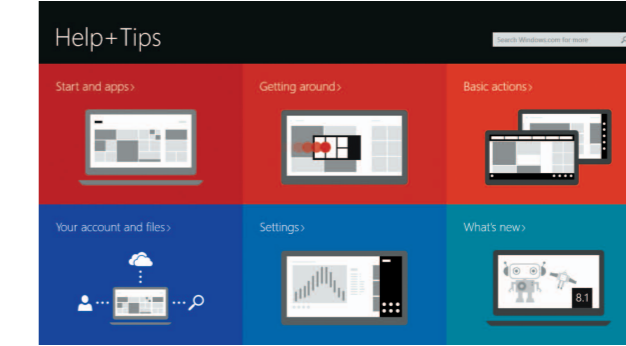 Help+Tips
Search Windows.com for more
Start and apps>
Getting around>
Basic actions>
Your account and files>
Settings>
What's new>
8.1